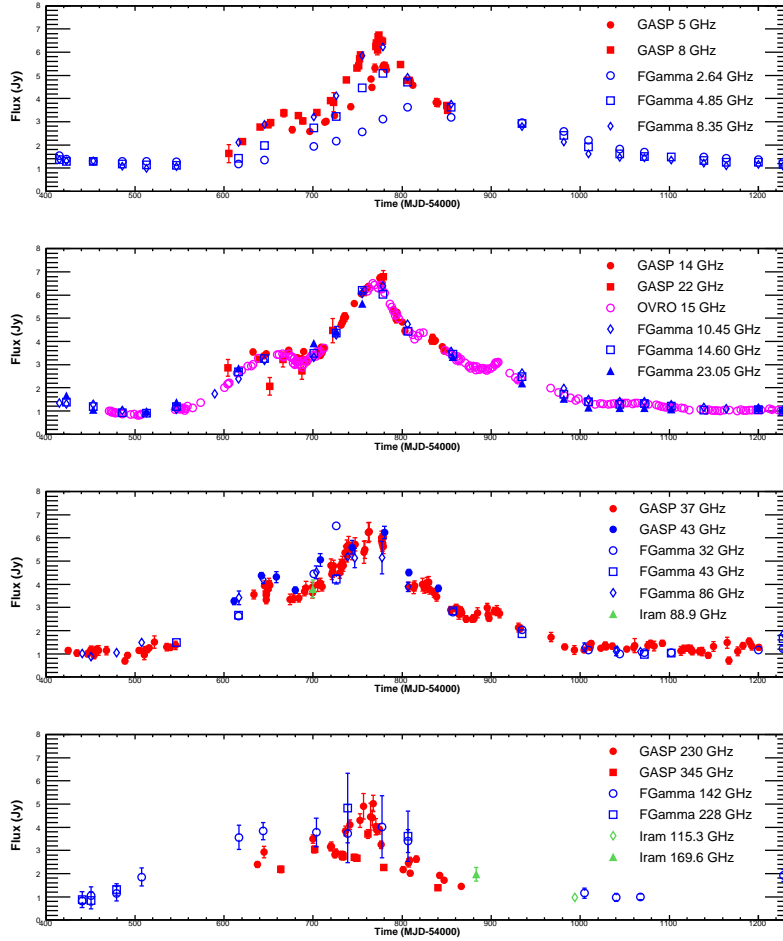 8
7
6
5
4
3
2
1
0
Flux (Jy)
GASP 5 GHz
GASP 8 GHz
FGamma 2.64 GHz
FGamma 4.85 GHz
FGamma 8.35 GHz
400 500 600 700 800 900 1000 1100 1200
Time (MJD-54000)
8
7
6
5
4
3
2
1
0
Flux (Jy)
GASP 14 GHz
GASP 22 GHz
OVRO 15 GHz
FGamma 10.45 GHz
FGamma 14.60 GHz
FGamma 23.05 GHz
400 500 600 700 800 900 1000 1100 1200
Time (MJD-54000)
8
7
6
5
4
3
2
1
0
Flux (Jy)
GASP 37 GHz
GASP 43 GHz
FGamma 32 GHz
FGamma 43 GHz
FGamma 86 GHz
Iram 88.9 GHz
400 500 600 700 800 900 1000 1100 1200
Time (MJD-54000)
8
7
6
5
4
3
2
1
0
Flux (Jy)
GASP 230 GHz
GASP 345 GHz
FGamma 142 GHz
FGamma 228 GHz
Iram 115.3 GHz
Iram 169.6 GHz
400 500 600 700 800 900 1000 1100 1200
Time (MJD-54000)